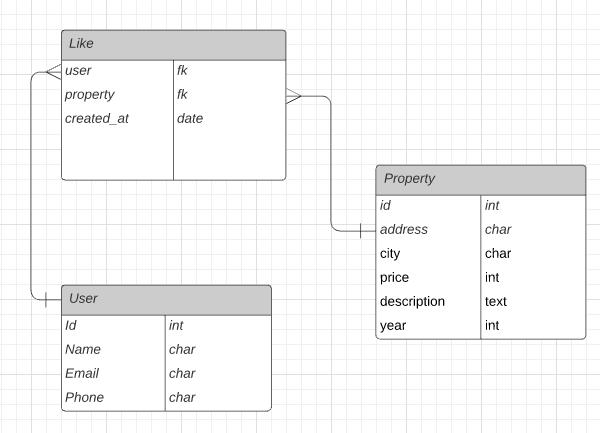 Like
user fk
property fk
created_at date
Property
id int
address char
city char
price int
description text
year int
User
Id int
Name char
Email char
Phone char